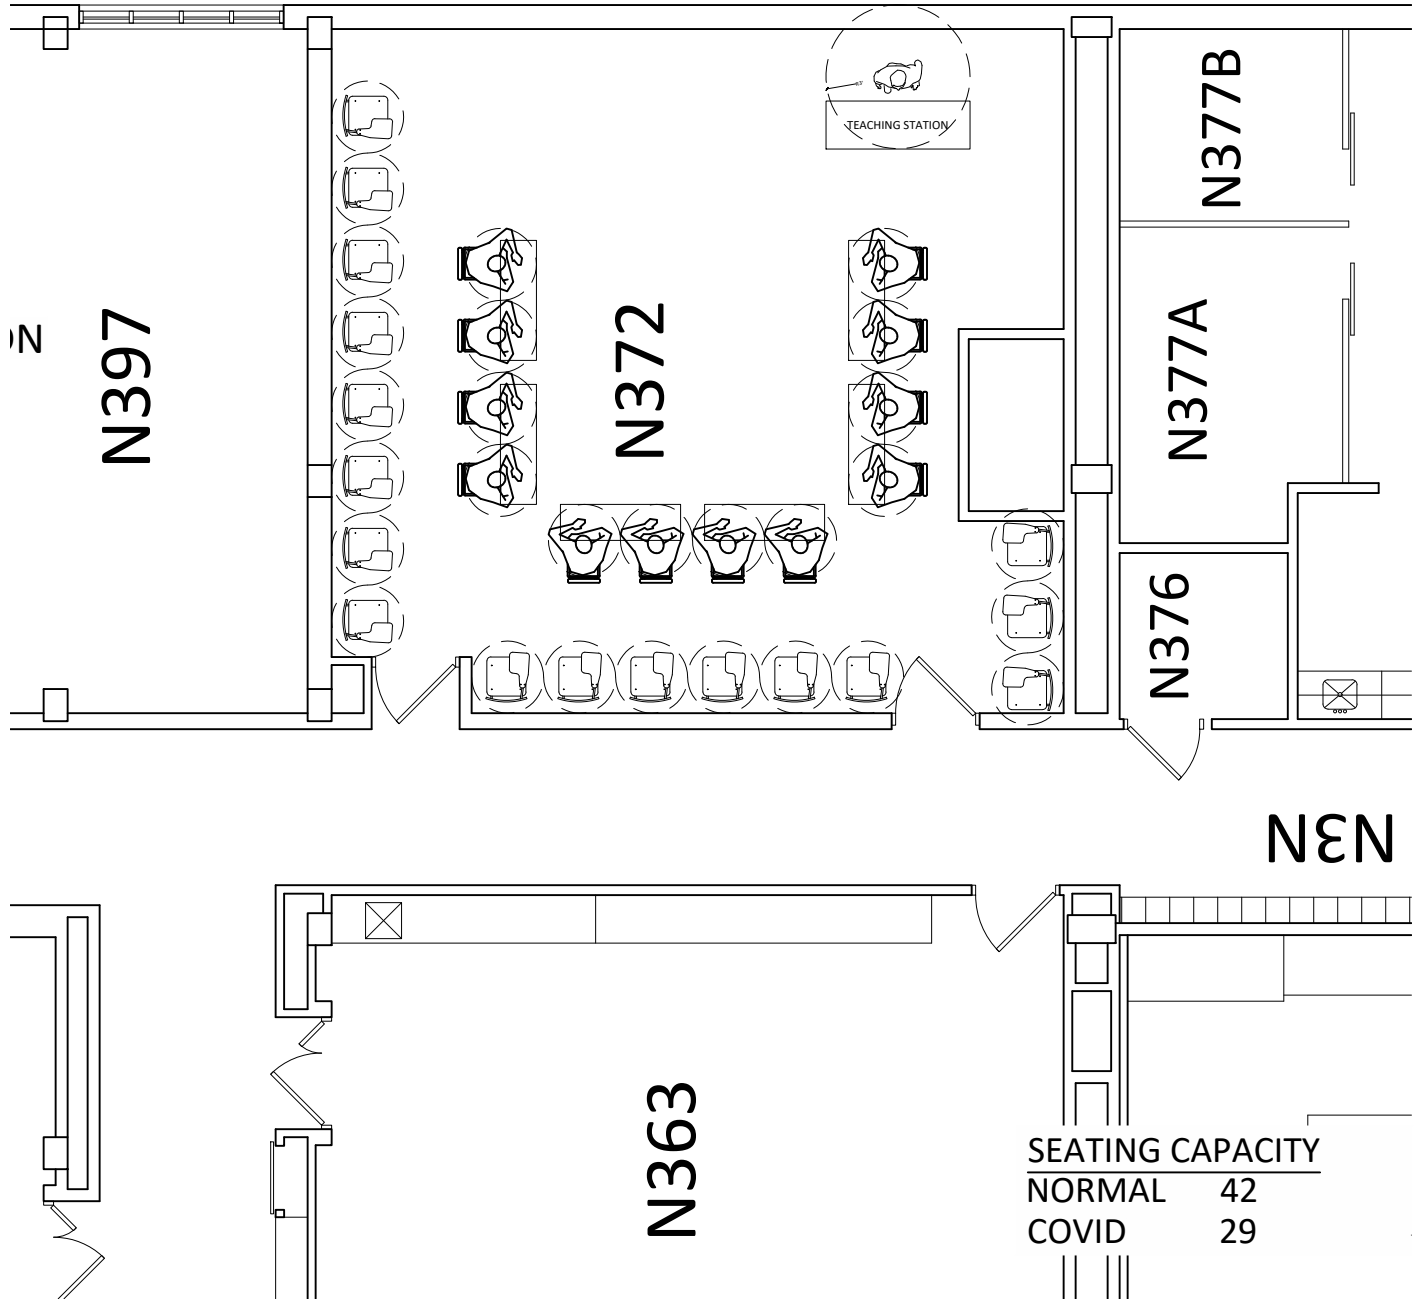 TEACHING STATION
N377B
N397
N372
N377A
N376
N3N
N363
SEATING CAPACITY
NORMAL 42
COVID 29